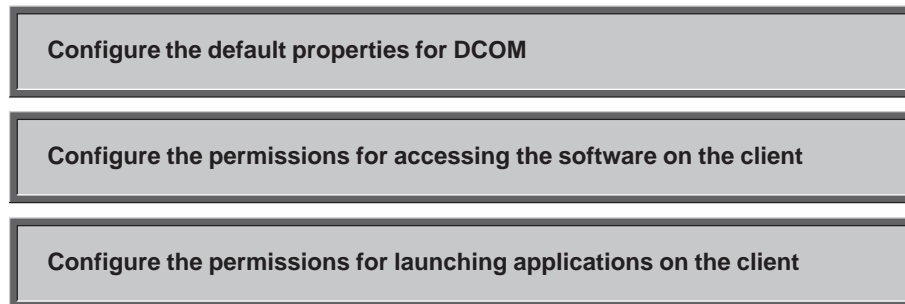 Configure the default properties for DCOM
Configure the permissions for accessing the software on the client
Configure the permissions for launching applications on the client